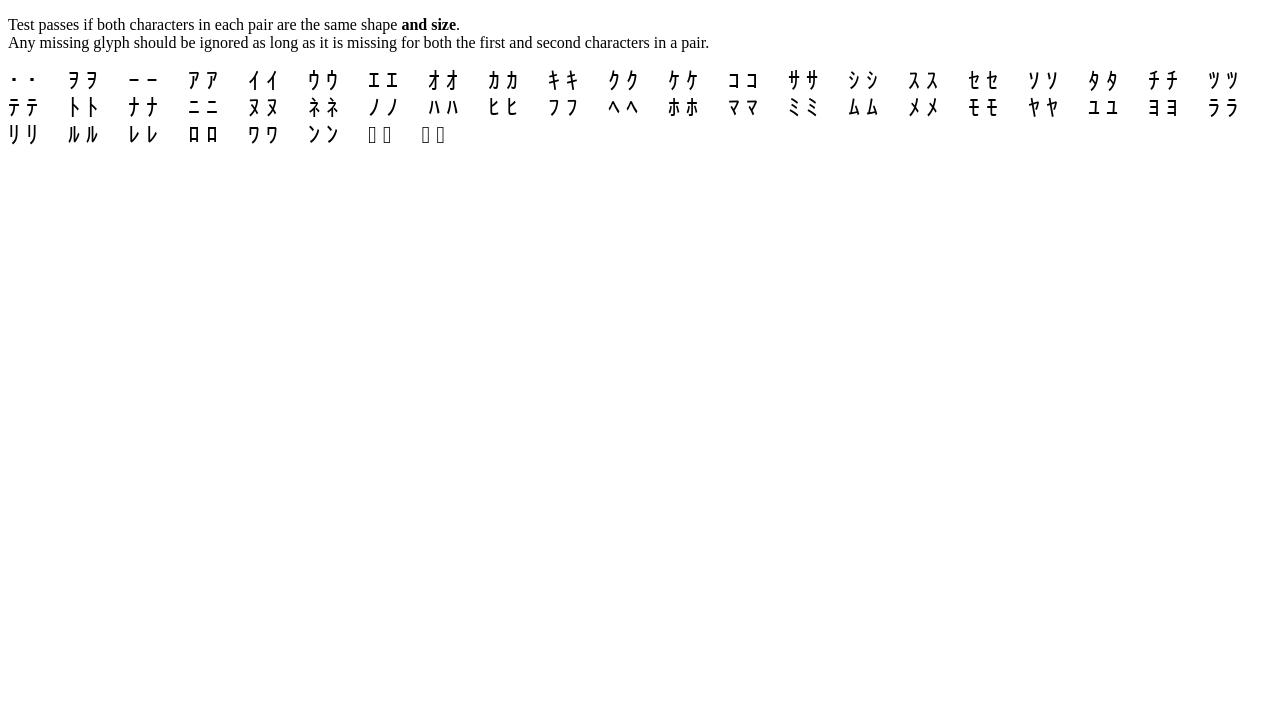 Test passes if both characters in each pair are the same shape and size.
Any missing glyph should be ignored as long as it is missing for both the first and second characters in a pair.
･ ･ ｦ ｦ ｰ ｰ ｱ ｱ ｲ ｲ ｳ ｳ ｴ ｴ ｵ ｵ ｶ ｶ ｷ ｷ ｸ ｸ ｹ ｹ ｺ ｺ ｻ ｻ ｼ ｼ ｽ ｽ ｾ ｾ ｿ ｿ ﾀ ﾀ ﾁ ﾁ ﾂ ﾂ
ﾃ ﾃ ﾄ ﾄ ﾅ ﾅ ﾆ ﾆ ﾇ ﾇ ﾈ ﾈ ﾉ ﾉ ﾊ ﾊ ﾋ ﾋ ﾌ ﾌ ﾍ ﾍ ﾎ ﾎ ﾏ ﾏ ﾐ ﾐ ﾑ ﾑ ﾒ ﾒ ﾓ ﾓ ﾔ ﾔ ﾕ ﾕ ﾖ ﾖ ﾗ ﾗ
ﾘ ﾘ ﾙ ﾙ ﾚ ﾚ ﾛ ﾛ ﾜ ﾜ ﾝ ﾝ